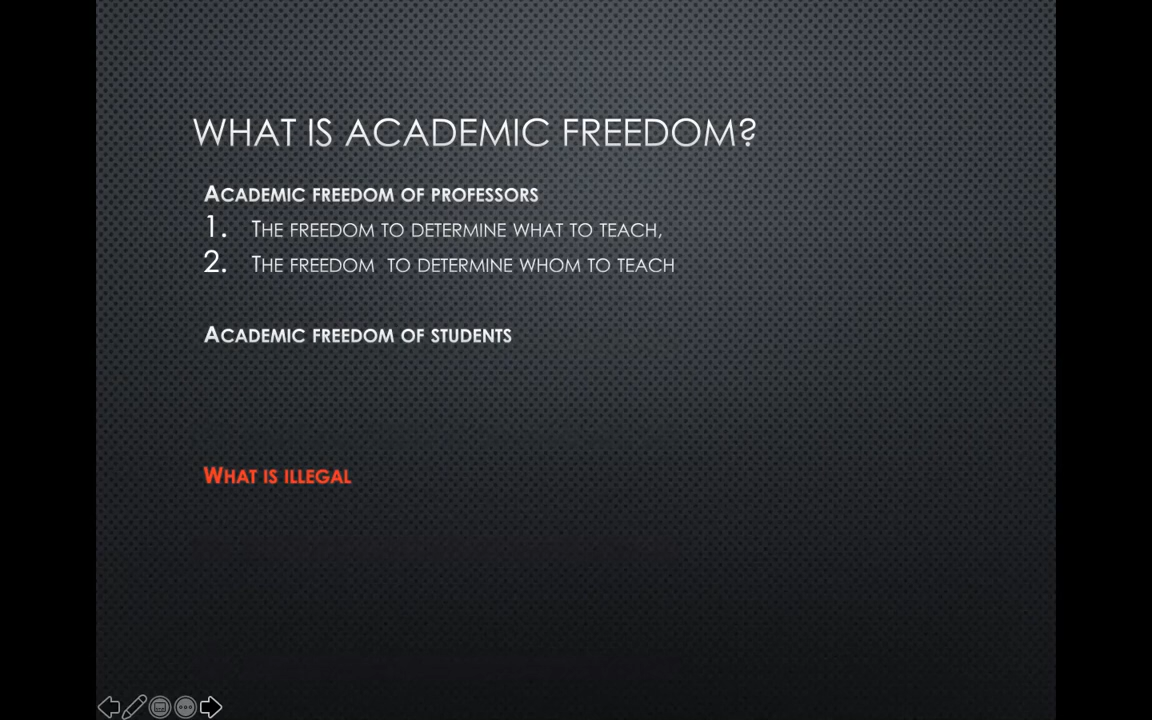 WHAT IS ACADEMIC FREEDOM?
ACADEMIC FREEDOM OF PROFESSORS
1. THE FREEDOM TO DETERMINE WHAT TO TEACH,
2. THE FREEDOM TO DETERMINE WHOM TO TEACH
ACADEMIC FREEDOM OF STUDENTS
WHAT IS ILLEGAL